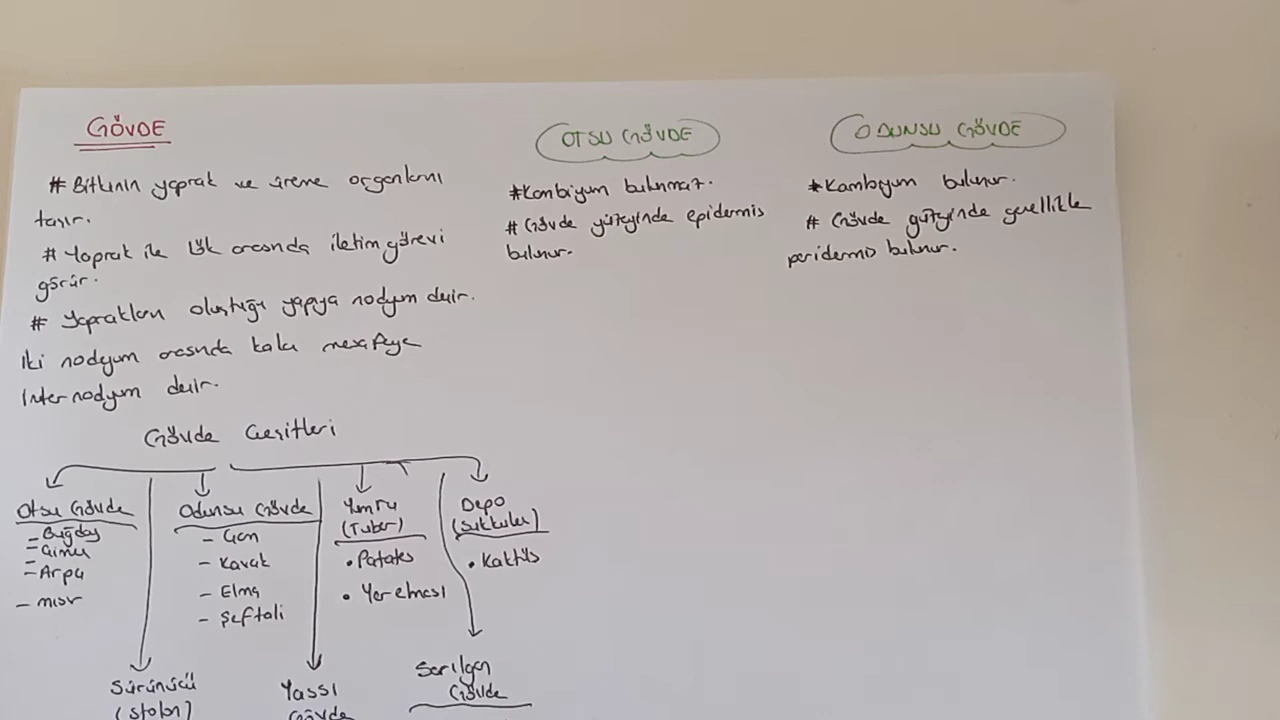 GÖVDE
# Bitkinin yaprak ve üreme organlarını
taşır.
# Yaprak ile kök arasında iletim görevi
görür.
# Yaprakların oluştuğu yapıya nodyum denir.
İki nodyum arasında kalan mesafeye
internodyum denir.
OTSU GÖVDE
*Kambiyum bulunmaz.
# Gövde yüzeyinde epidermis
bulunur.
ODUNSU GÖVDE
*Kambiyum bulunur.
# Gövde yüzeyinde genellikle
peridermis bulunur.
Gövde Çeşitleri
Otsu Gövde
- Buğday
- Çimen
- Arpa
- mısır
Odunsu Gövde
- Çam
- Kavak
- Elma
- Şeftali
Yumru
(Tuber)
• Patates
• Yer elması
Depo
(Sukkulen)
• Kaktüs
Sürünücü
(stolon)
Yassı
Gövde
Sarılgan
Gövde